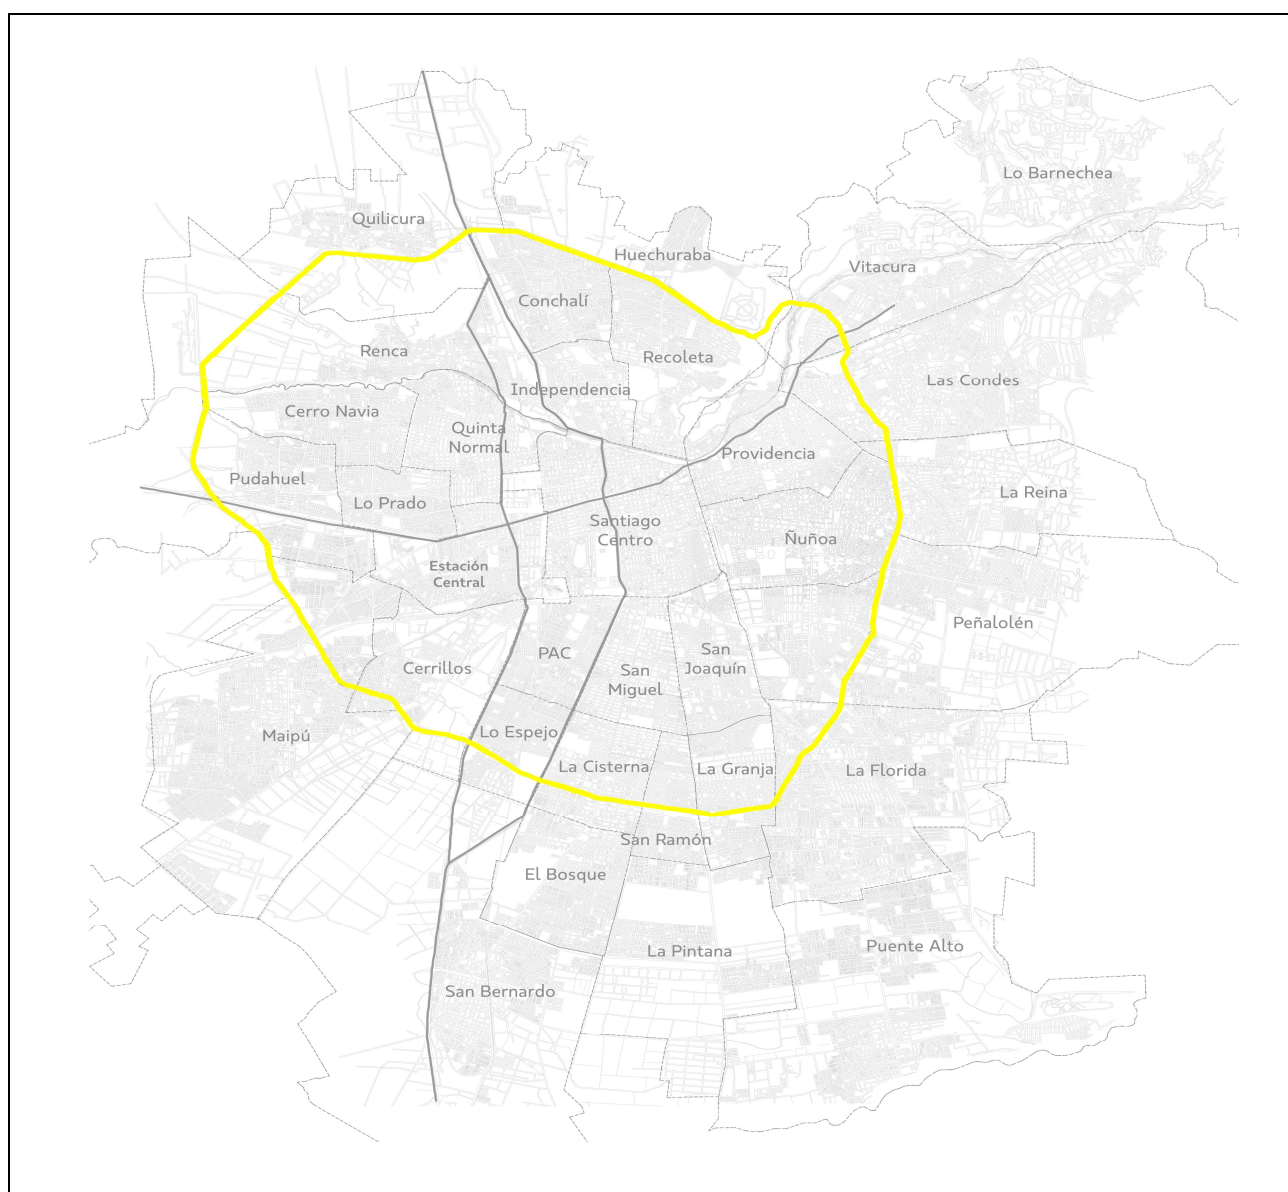 Lo Barnechea
Quilicura
Huechuraba
Vitacura
Conchalí
Renca
Recoleta
Las Condes
Independencia
Cerro Navia
Quinta
Normal
Providencia
Pudahuel
La Reina
Lo Prado
Santiago
Centro
Ñuñoa
Estación
Central
Peñalolén
PAC
San
Joaquín
Cerrillos
San
Miguel
Maipú
Lo Espejo
La Cisterna
La Granja
La Florida
San Ramón
El Bosque
La Pintana
Puente Alto
San Bernardo